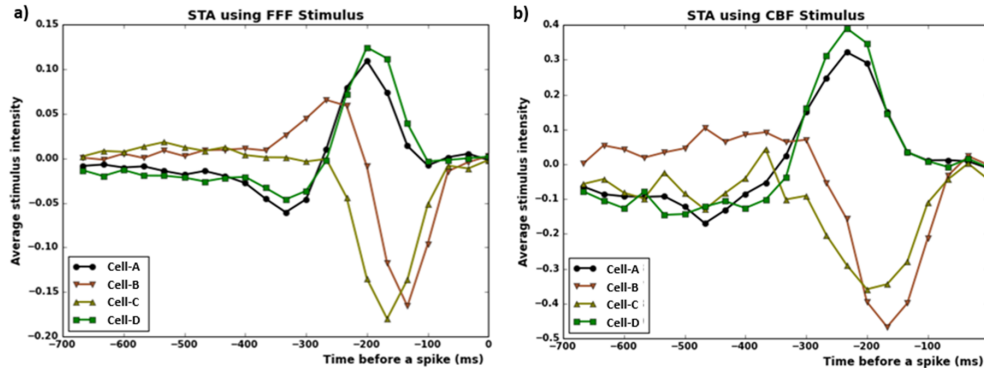 a)
STA using FFF Stimulus
Average stimulus intensity
0.15
0.10
0.05
0.00
−0.05
−0.10
−0.15
−0.20
Cell-A
Cell-B
Cell-C
Cell-D
−700
−600
−500
−400
−300
−200
−100
0
Time before a spike (ms)
b)
STA using CBF Stimulus
Average stimulus intensity
0.4
0.3
0.2
0.1
0.0
−0.1
−0.2
−0.3
−0.4
−0.5
Cell-A
Cell-B
Cell-C
Cell-D
−700
−600
−500
−400
−300
−200
−100
Time before a spike (ms)